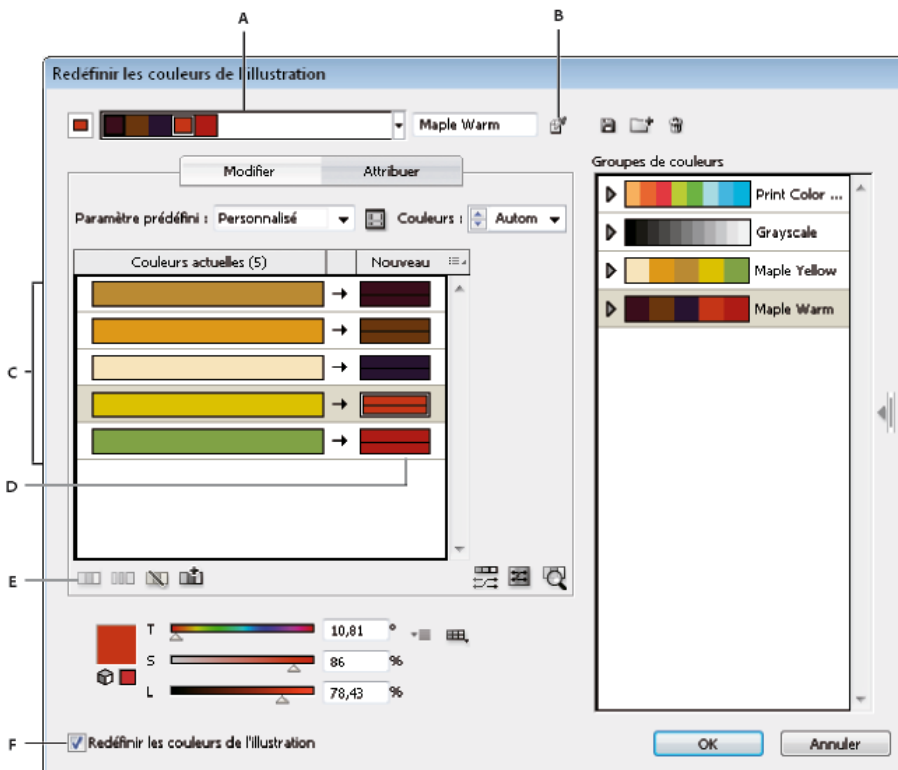 A
B
Redéfinir les couleurs de l'illustration
Maple Warm
Groupes de couleurs
Modifier
Attribuer
Print Color ...
Paramètre prédéfini : Personnalisé
Couleurs : Autom
Grayscale
Couleurs actuelles (5)
Nouveau
Maple Yellow
Maple Warm
C
D
E
T 10,81 °
S 86 %
L 78,43 %
F
Redéfinir les couleurs de l'illustration
OK
Annuler